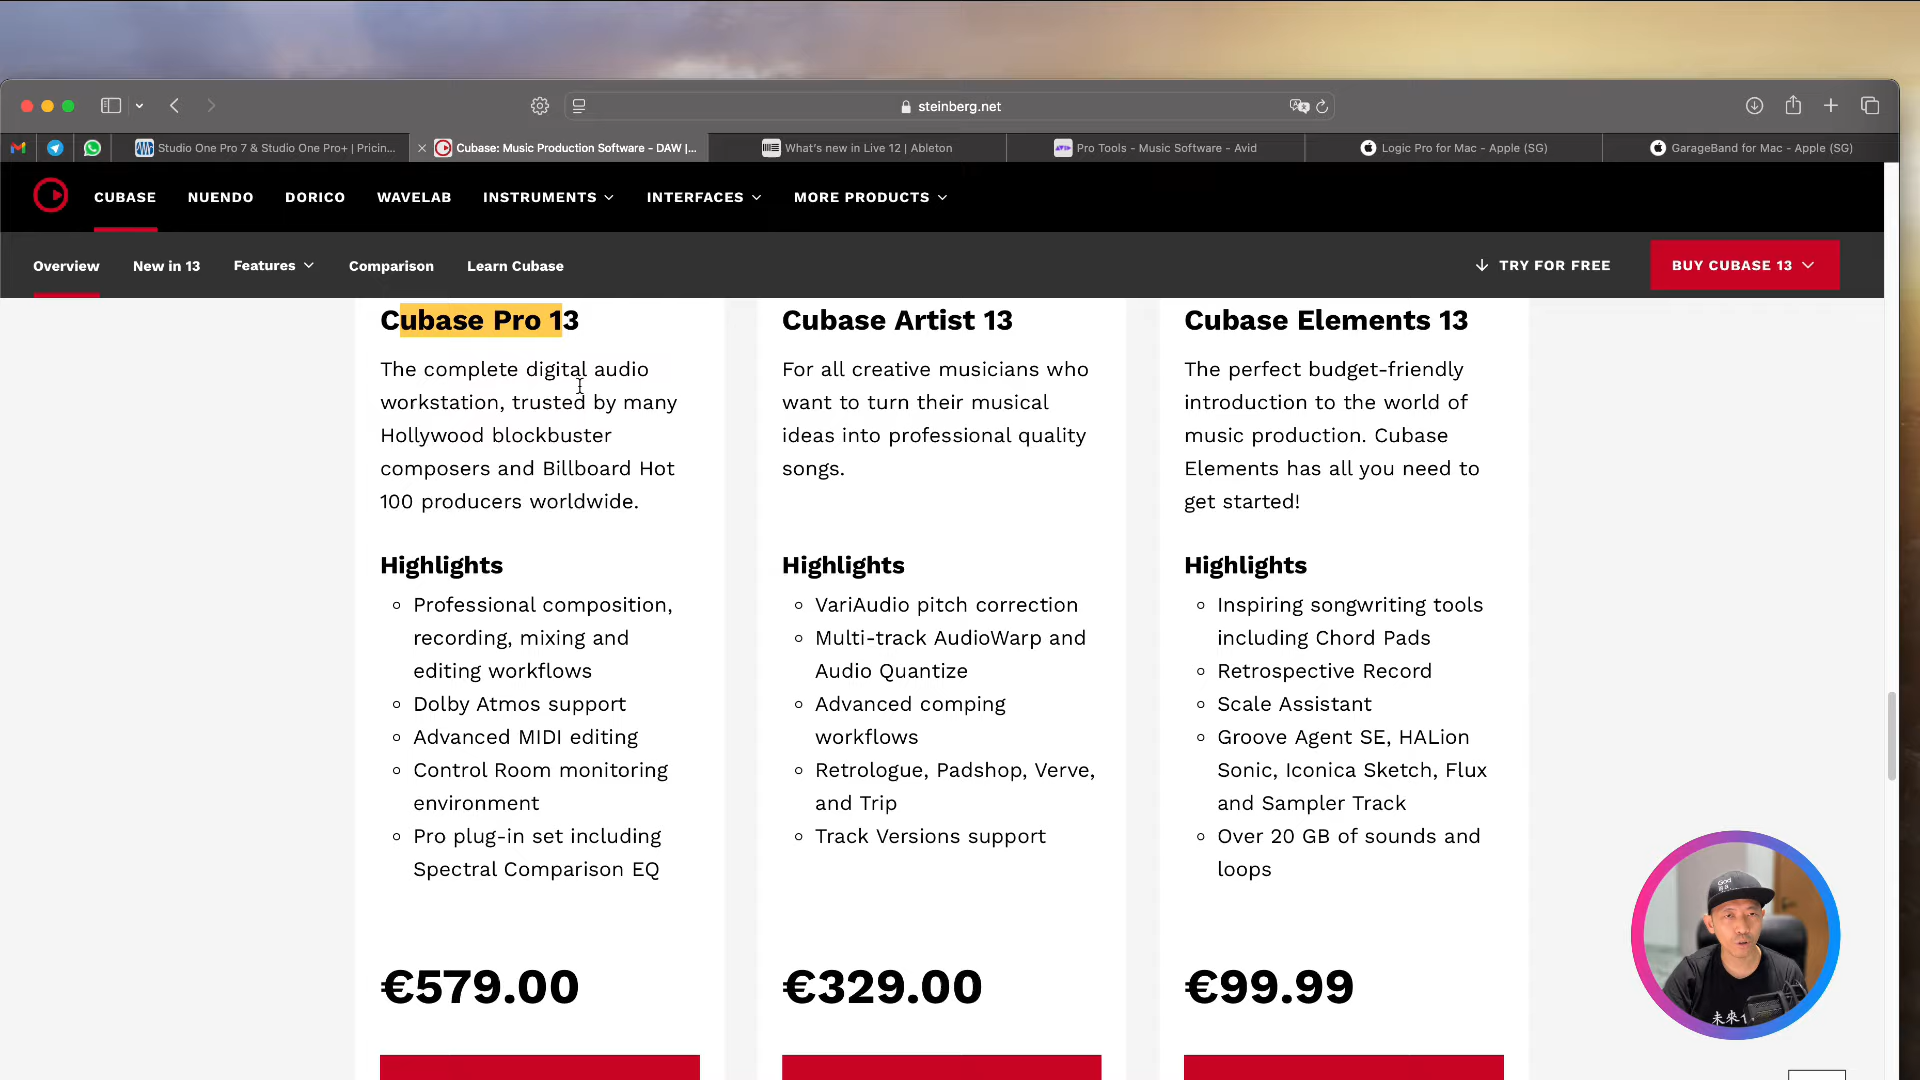 steinberg.net
Studio One Pro 7 & Studio One Pro+ | Pricin...
Cubase: Music Production Software - DAW |...
What's new in Live 12 | Ableton
Pro Tools - Music Software - Avid
Logic Pro for Mac - Apple (SG)
GarageBand for Mac - Apple (SG)
CUBASE
NUENDO
DORICO
WAVELAB
INSTRUMENTS
INTERFACES
MORE PRODUCTS
Overview
New in 13
Features
Comparison
Learn Cubase
TRY FOR FREE
BUY CUBASE 13
Cubase Pro 13
The complete digital audio
workstation, trusted by many
Hollywood blockbuster
composers and Billboard Hot
100 producers worldwide.
Highlights
Professional composition,
recording, mixing and
editing workflows
Dolby Atmos support
Advanced MIDI editing
Control Room monitoring
environment
Pro plug-in set including
Spectral Comparison EQ
€579.00
Cubase Artist 13
For all creative musicians who
want to turn their musical
ideas into professional quality
songs.
Highlights
VariAudio pitch correction
Multi-track AudioWarp and
Audio Quantize
Advanced comping
workflows
Retrologue, Padshop, Verve,
and Trip
Track Versions support
€329.00
Cubase Elements 13
The perfect budget-friendly
introduction to the world of
music production. Cubase
Elements has all you need to
get started!
Highlights
Inspiring songwriting tools
including Chord Pads
Retrospective Record
Scale Assistant
Groove Agent SE, HALion
Sonic, Iconica Sketch, Flux
and Sampler Track
Over 20 GB of sounds and
loops
€99.99
God
is a
未來